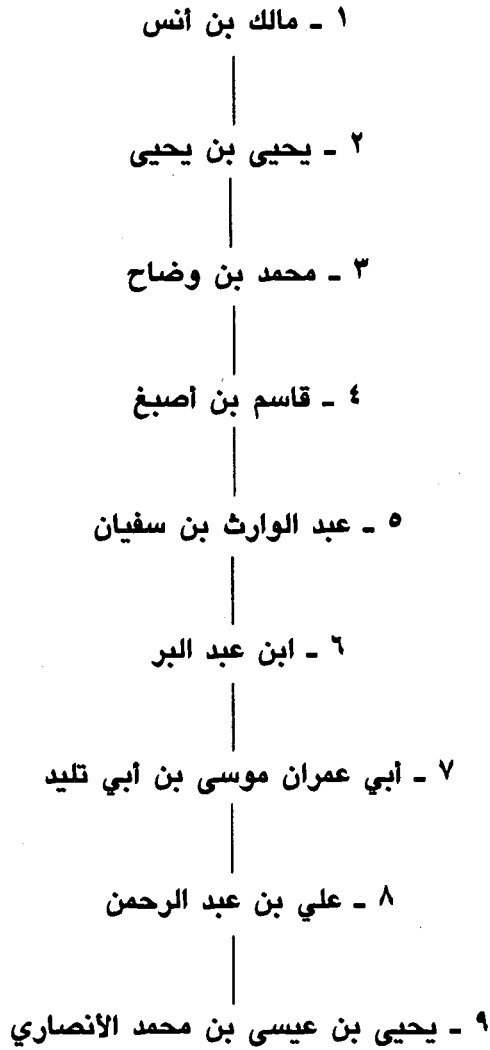 ١ ـ مالك بن أنس
٢ ـ يحيى بن يحيى
٣ ـ محمد بن وضاح
٤ ـ قاسم بن أصبغ
٥ ـ عبد الوارث بن سفيان
٦ ـ ابن عبد البر
٧ ـ أبي عمران موسى بن أبي تليد
٨ ـ علي بن عبد الرحمن
٩ ـ يحيى بن عيسى بن محمد الأنصاري